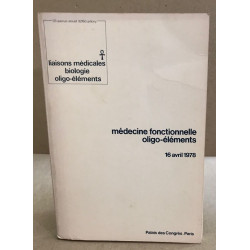 liaisons médicales
biologie
oligo-éléments
médecine fonctionnelle
oligo-éléments
16 avril 1978
Palais des Congrès, Paris